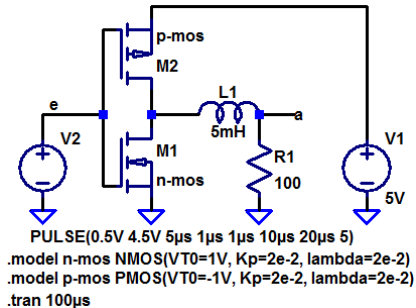 p-mos
M2
L1
e
a
5mH
V2
M1
R1
V1
n-mos
100
5V
PULSE(0.5V 4.5V 5µs 1µs 1µs 10µs 20µs 5)
.model n-mos NMOS(VT0=1V, Kp=2e-2, lambda=2e-2)
.model p-mos PMOS(VT0=-1V, Kp=2e-2, lambda=2e-2)
.tran 100µs